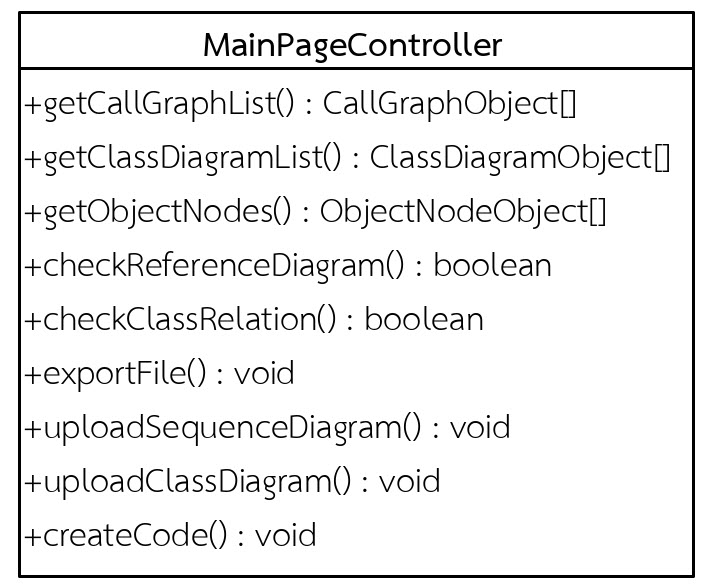 MainPageController
+getCallGraphList() : CallGraphObject[]
+getClassDiagramList() : ClassDiagramObject[]
+getObjectNodes() : ObjectNodeObject[]
+checkReferenceDiagram() : boolean
+checkClassRelation() : boolean
+exportFile() : void
+uploadSequenceDiagram() : void
+uploadClassDiagram() : void
+createCode() : void